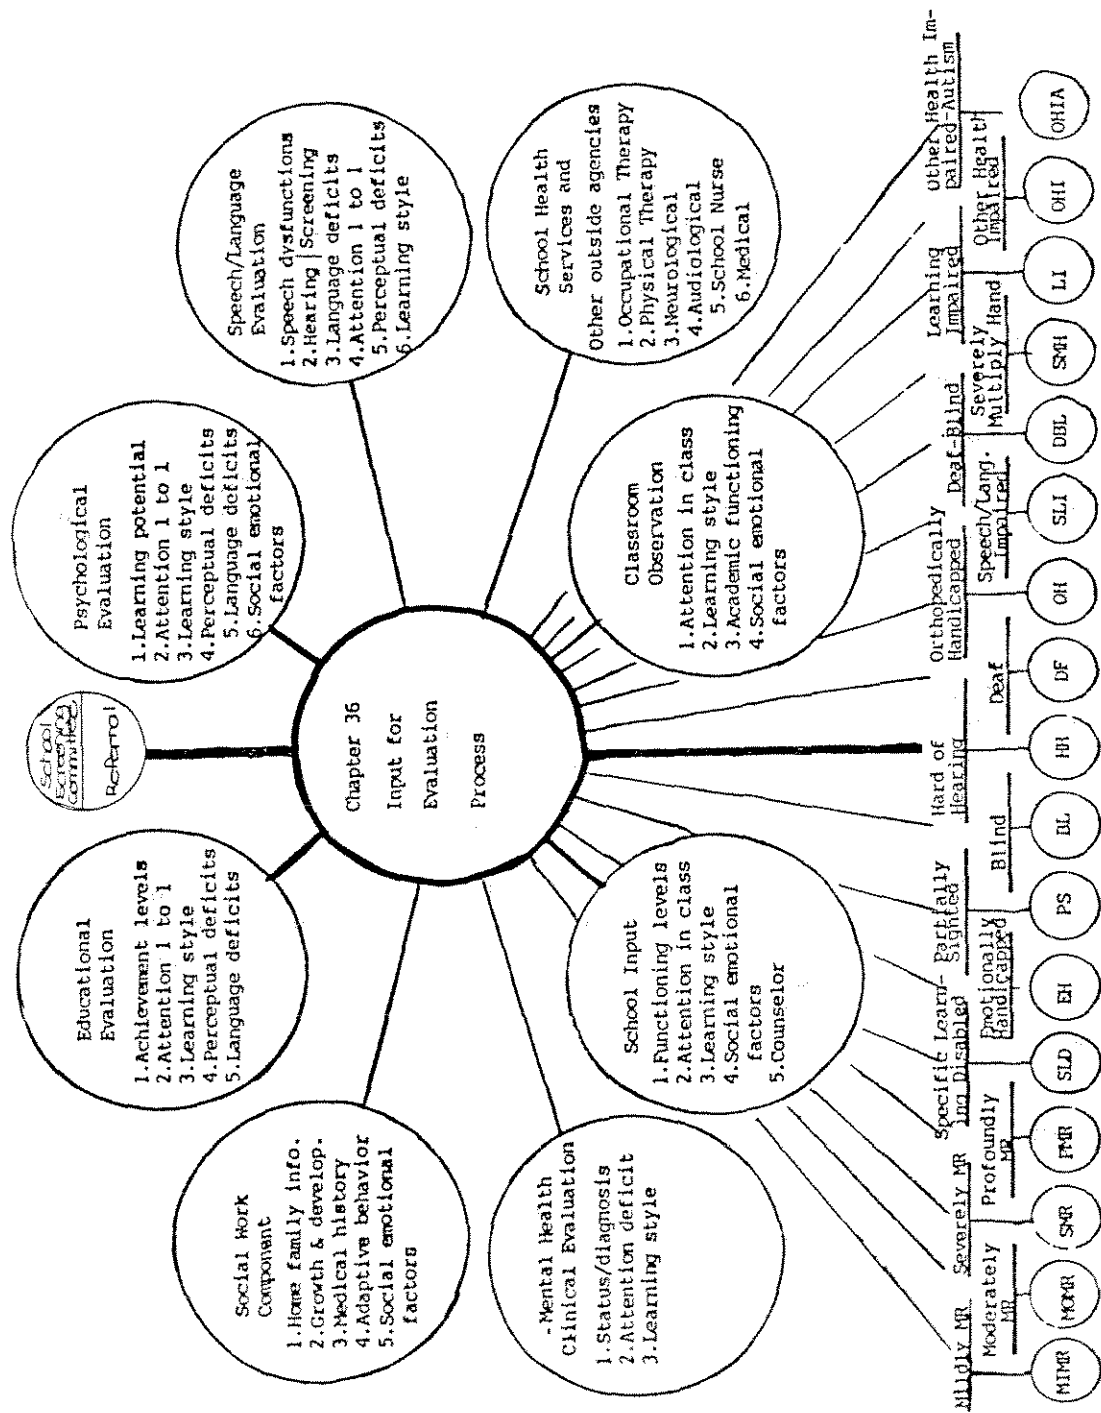 School
Screening
Committee
Referral
Educational
Evaluation
1.Achievement levels
2.Attention 1 to 1
3.Learning style
4.Perceptual deficits
5.Language deficits
Psychological
Evaluation
1.Learning potential
2.Attention 1 to 1
3.Learning style
4.Perceptual deficits
5.Language deficits
6.Social emotional
factors
Social Work
Component
1.Home family info.
2.Growth & develop.
3.Medical history
4.Adaptive behavior
5.Social emotional
factors
Chapter 36
Input for
Evaluation
Process
Speech/Language
Evaluation
1.Speech dysfunctions
2.Hearing Screening
3.Language deficits
4.Attention 1 to 1
5.Perceptual deficits
6.Learning style
-Mental Health
Clinical Evaluation
1.Status/diagnosis
2.Attention deficit
3.Learning style
School Health
Services and
Other outside agencies
1.Occupational Therapy
2.Physical Therapy
3.Neurological
4.Audiological
5.School Nurse
6.Medical
School Input
1.Functioning levels
2.Attention in class
3.Learning style
4.Social emotional
factors
5.Counselor
Classroom
Observation
1.Attention in class
2.Learning style
3.Academic functioning
4.Social emotional
factors
Mildly MR
Moderately
MR
Severely MR
Profoundly
MR
Specific Learn-
ing Disabled
Emotionally
Handicapped
Partially
Sighted
Blind
Hard of
Hearing
Deaf
Orthopedically
Handicapped
Speech/Lang.
Impaired
Deaf-Blind
Severely
Multiply Hand
Learning
Impaired
Other Health
Impaired
Other Health Im-
paired-Autism
MIMR
MOMR
SMR
PMR
SLD
EH
PS
BL
HH
DF
OH
SLI
DBL
SMH
LI
OHI
OHIA